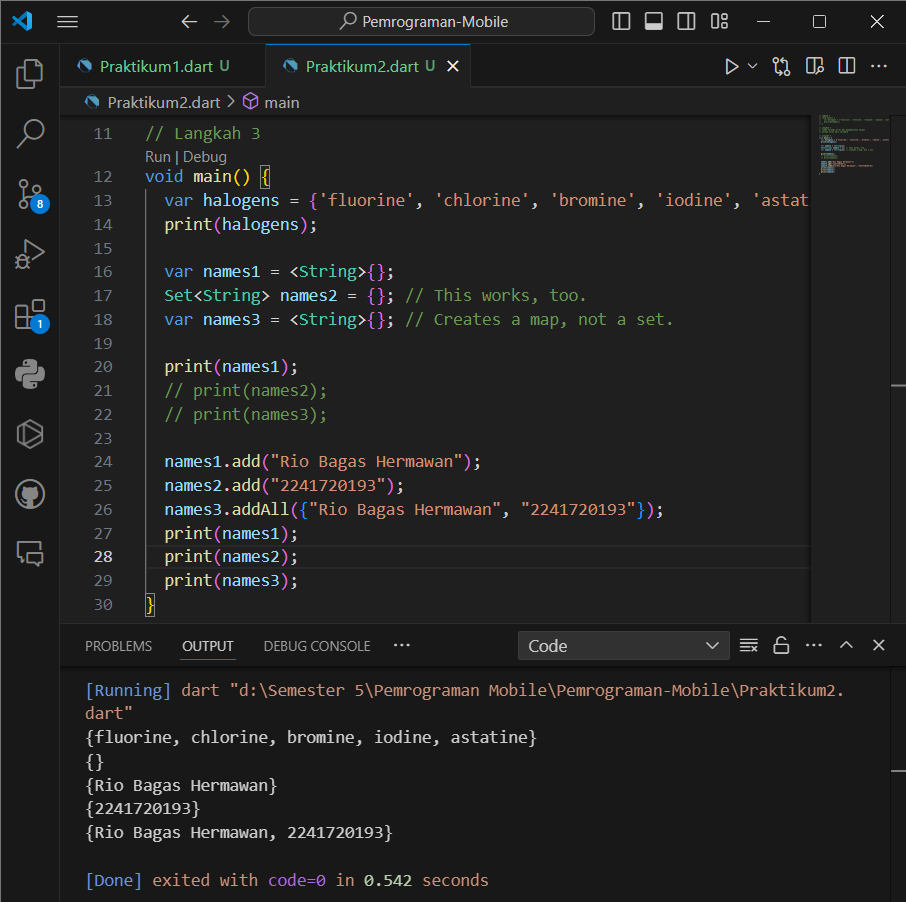 Pemrograman-Mobile
Praktikum1.dart U
Praktikum2.dart U
Praktikum2.dart > main
11 // Langkah 3
Run | Debug
12 void main() {
13 var halogens = {'fluorine', 'chlorine', 'bromine', 'iodine', 'astat
14 print(halogens);
15
16 var names1 = <String>{};
17 Set<String> names2 = {}; // This works, too.
18 var names3 = <String>{}; // Creates a map, not a set.
19
20 print(names1);
21 // print(names2);
22 // print(names3);
23
24 names1.add("Rio Bagas Hermawan");
25 names2.add("2241720193");
26 names3.addAll({"Rio Bagas Hermawan", "2241720193"});
27 print(names1);
28 print(names2);
29 print(names3);
30 }
8
1
PROBLEMS OUTPUT DEBUG CONSOLE ··· Code
[Running] dart "d:\Semester 5\Pemrograman Mobile\Pemrograman-Mobile\Praktikum2.
dart"
{fluorine, chlorine, bromine, iodine, astatine}
{}
{Rio Bagas Hermawan}
{2241720193}
{Rio Bagas Hermawan, 2241720193}
[Done] exited with code=0 in 0.542 seconds